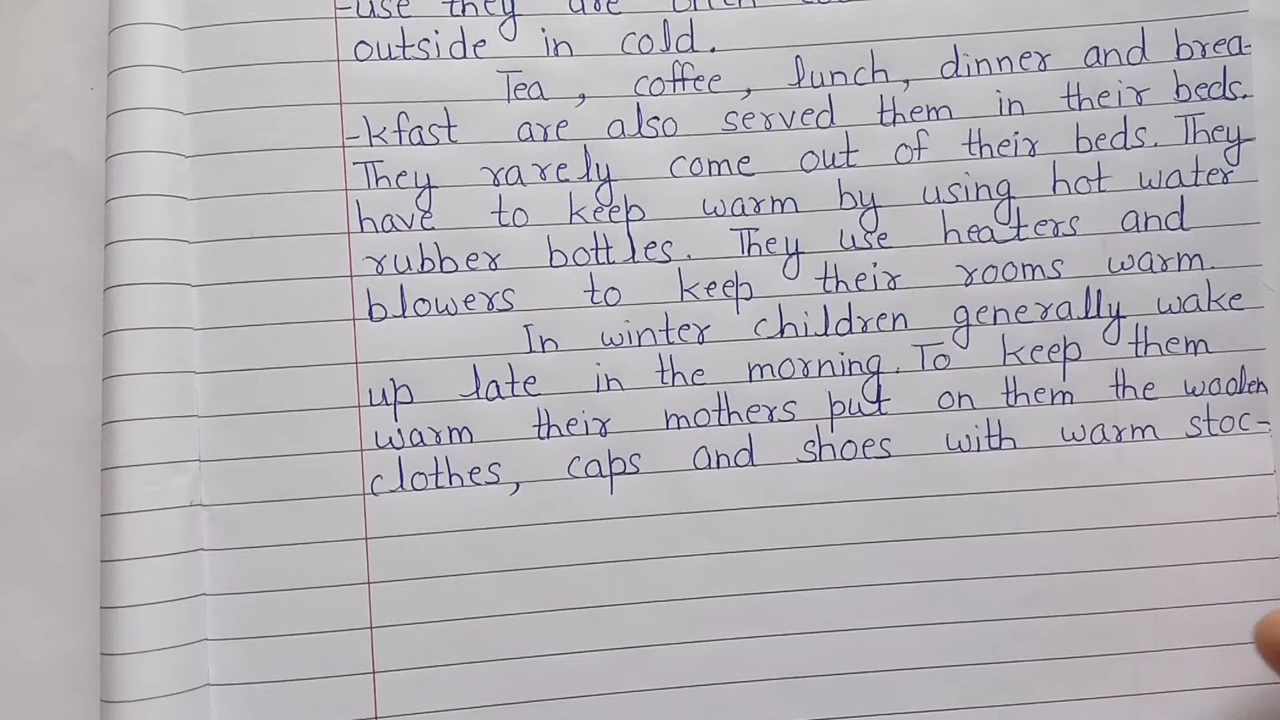 -use they are
outside in cold.
Tea, coffee, lunch, dinner and brea-
-kfast are also served them in their beds.
They rarely come out of their beds. They
have to keep warm by using hot water
rubber bottles. They use heaters and
blowers to keep their rooms warm.
In winter children generally wake
up late in the morning. To keep them
warm their mothers put on them the woolen
clothes, caps and shoes with warm stoc-